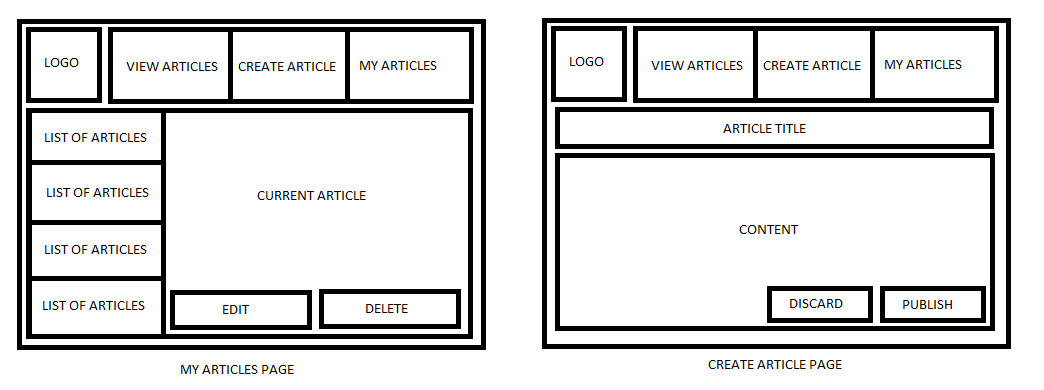 LOGO
VIEW ARTICLES
CREATE ARTICLE
MY ARTICLES
LIST OF ARTICLES
LIST OF ARTICLES
LIST OF ARTICLES
LIST OF ARTICLES
CURRENT ARTICLE
EDIT
DELETE
MY ARTICLES PAGE
LOGO
VIEW ARTICLES
CREATE ARTICLE
MY ARTICLES
ARTICLE TITLE
CONTENT
DISCARD
PUBLISH
CREATE ARTICLE PAGE